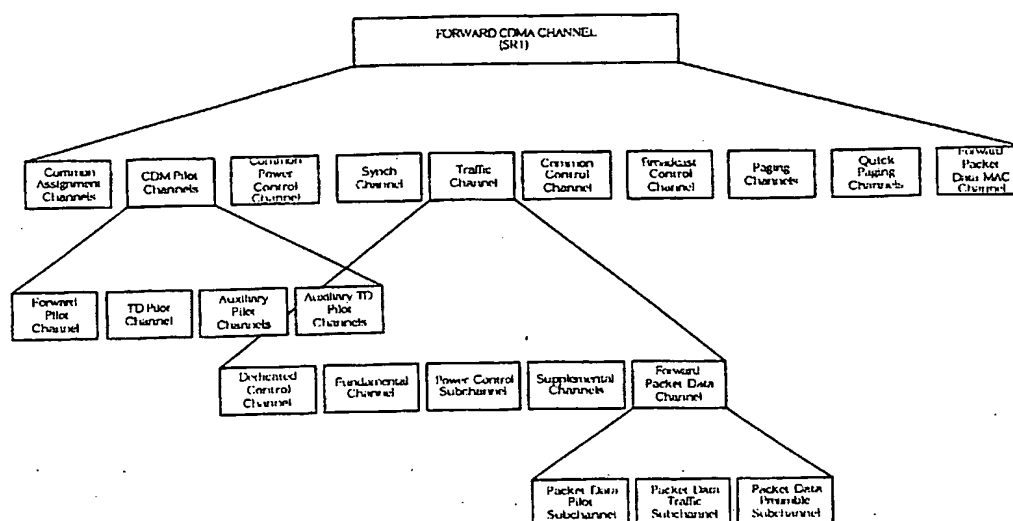 FORWARD CDMA CHANNEL
(SR1)
Common
Assignment
Channels
CDM Pilot
Channels
Common
Power
Control
Channel
Synch
Channel
Traffic
Channel
Common
Control
Channel
Broadcast
Control
Channel
Paging
Channels
Quick
Paging
Channels
Forward
Packet
Data MAC
Channel
Forward
Pilot
Channel
TD Pilot
Channel
Auxiliary
Pilot
Channels
Auxiliary TD
Pilot
Channels
Dedicated
Control
Channel
Fundamental
Channel
Power Control
Subchannel
Supplemental
Channels
Forward
Packet Data
Channel
Packet Data
Pilot
Subchannel
Packet Data
Traffic
Subchannel
Packet Data
Preamble
Subchannel